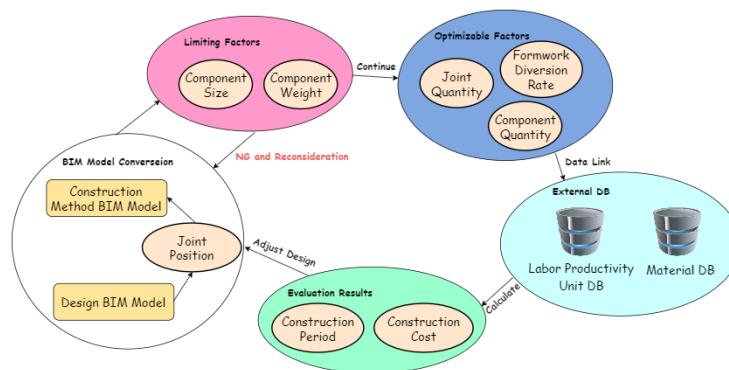 Limiting Factors
Component
Size
Component
Weight
Continue
Optimizable Factors
Joint
Quantity
Formwork
Diversion
Rate
Component
Quantity
NG and Reconsideration
Data Link
BIM Model Converseion
Construction
Method BIM Model
Joint
Position
Design BIM Model
External DB
Labor Productivity
Unit DB
Material DB
Adjust Design
Calculate
Evaluation Results
Construction
Period
Construction
Cost